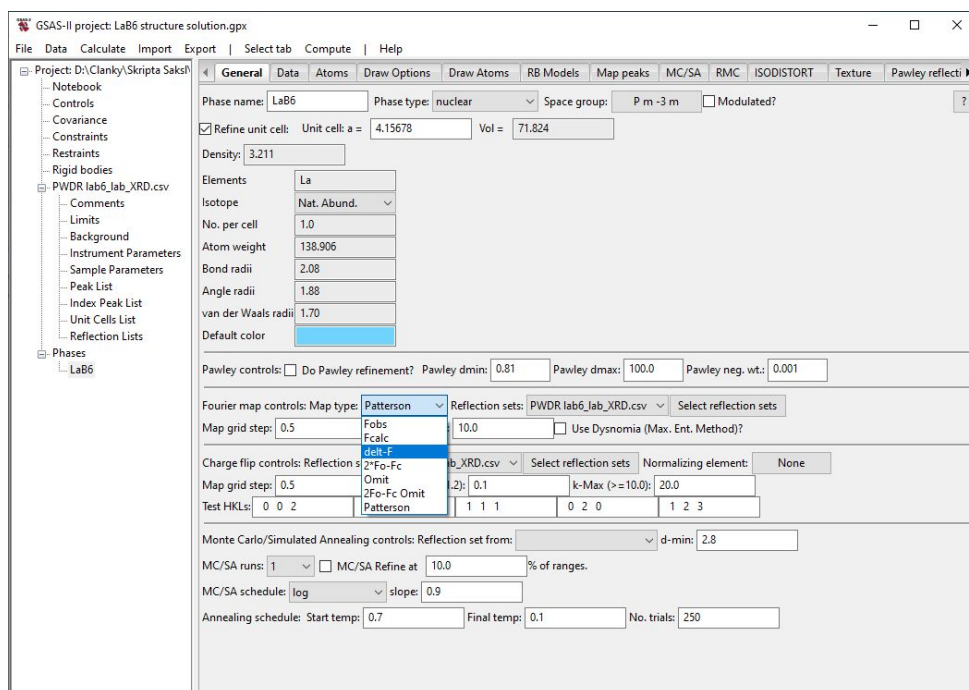 GSAS-II project: LaB6 structure solution.gpx
File Data Calculate Import Export | Select tab Compute | Help
Project: D:\Clanky\Skripta Saksl\
Notebook
Controls
Covariance
Constraints
Restraints
Rigid bodies
PWDR lab6_lab_XRD.csv
Comments
Limits
Background
Instrument Parameters
Sample Parameters
Peak List
Index Peak List
Unit Cells List
Reflection Lists
Phases
LaB6
General Data Atoms Draw Options Draw Atoms RB Models Map peaks MC/SA RMC ISODISTORT Texture Pawley reflecti
Phase name: LaB6 Phase type: nuclear Space group: P m -3 m Modulated? ?
Refine unit cell: Unit cell: a = 4.15678 Vol = 71.824
Density: 3.211
Elements La
Isotope Nat. Abund.
No. per cell 1.0
Atom weight 138.906
Bond radii 2.08
Angle radii 1.88
van der Waals radii 1.70
Default color
Pawley controls: Do Pawley refinement? Pawley dmin: 0.81 Pawley dmax: 100.0 Pawley neg. wt.: 0.001
Fourier map controls: Map type: Patterson Reflection sets: PWDR lab6_lab_XRD.csv Select reflection sets
Map grid step: 0.5 10.0 Use Dysnomia (Max. Ent. Method)?
Fobs
Fcalc
delt-F
2*Fo-Fc
Omit
2Fo-Fc Omit
Patterson
Charge flip controls: Reflection s b_XRD.csv Select reflection sets Normalizing element: None
Map grid step: 0.5 .2): 0.1 k-Max (>=10.0): 20.0
Test HKLs: 0 0 2 1 1 1 0 2 0 1 2 3
Monte Carlo/Simulated Annealing controls: Reflection set from: d-min: 2.8
MC/SA runs: 1 MC/SA Refine at 10.0 % of ranges.
MC/SA schedule: log slope: 0.9
Annealing schedule: Start temp: 0.7 Final temp: 0.1 No. trials: 250